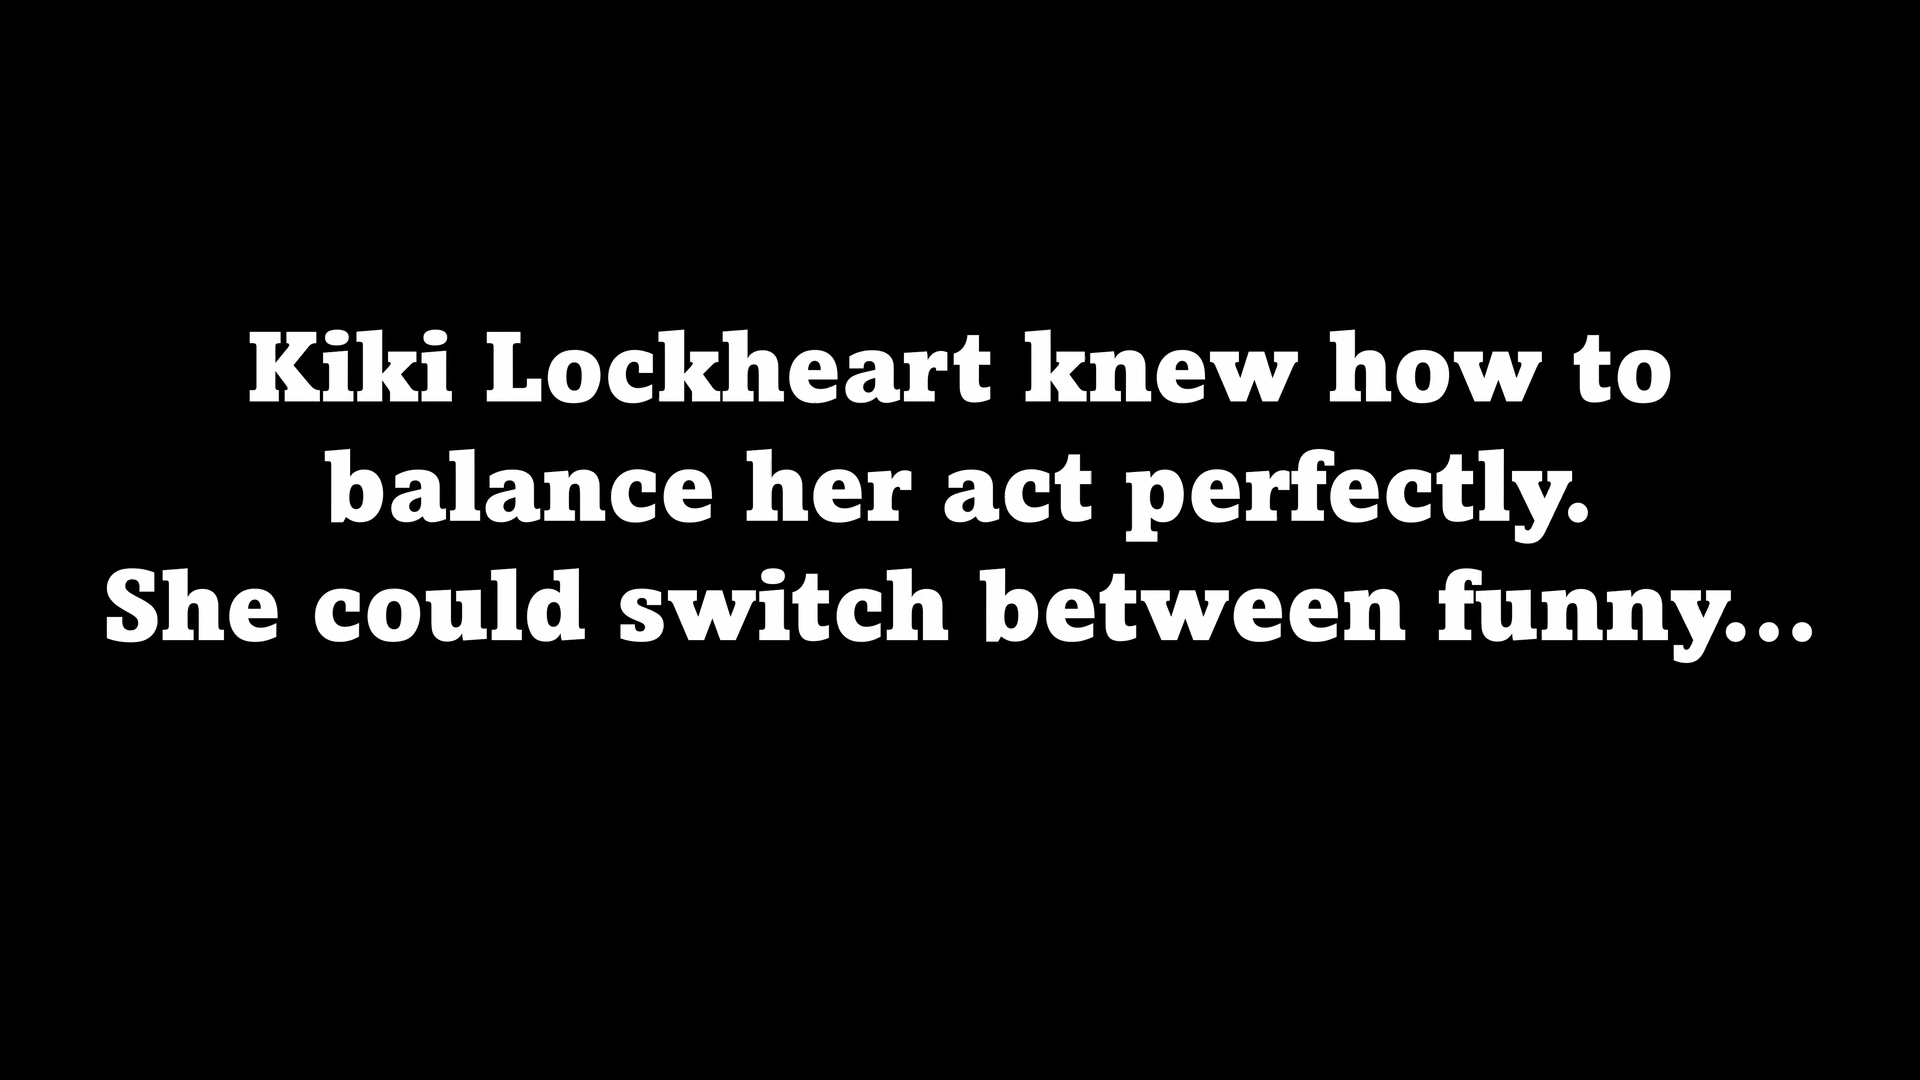 Kiki Lockheart knew how to
balance her act perfectly.
She could switch between funny...